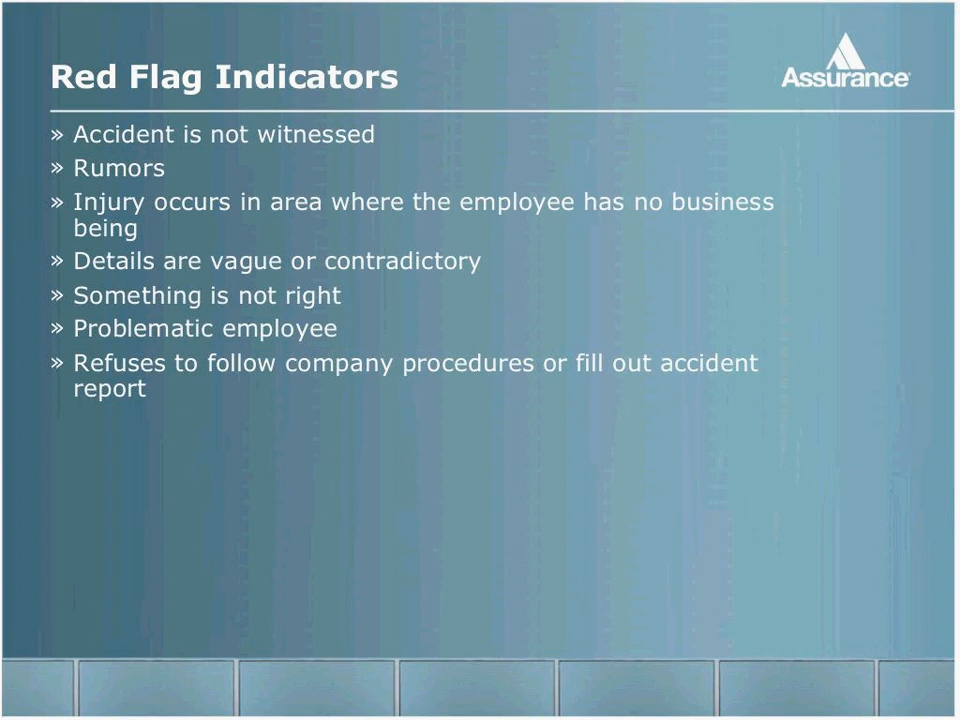 Red Flag Indicators
Assurance
» Accident is not witnessed
» Rumors
» Injury occurs in area where the employee has no business
being
» Details are vague or contradictory
» Something is not right
» Problematic employee
» Refuses to follow company procedures or fill out accident
report